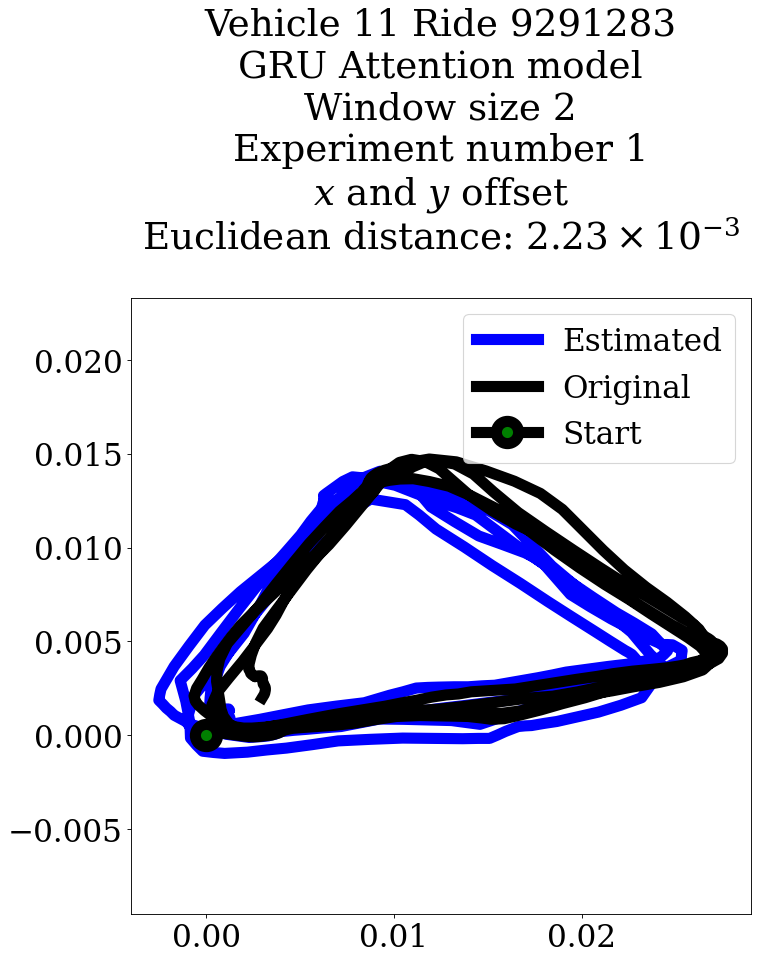 Vehicle 11 Ride 9291283
GRU Attention model
Window size 2
Experiment number 1
x and y offset
Euclidean distance: 2.23 × 10⁻³
Estimated
Original
Start
0.020
0.015
0.010
0.005
0.000
−0.005
0.00 0.01 0.02